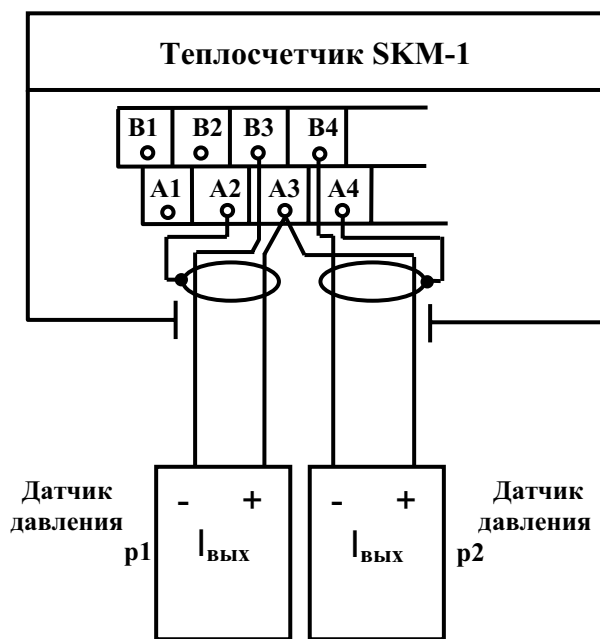 Теплосчетчик SKM-1
B1 B2 B3 B4
A1 A2 A3 A4
Датчик давления p1
- +
Iвых
- +
Iвых
Датчик давления p2